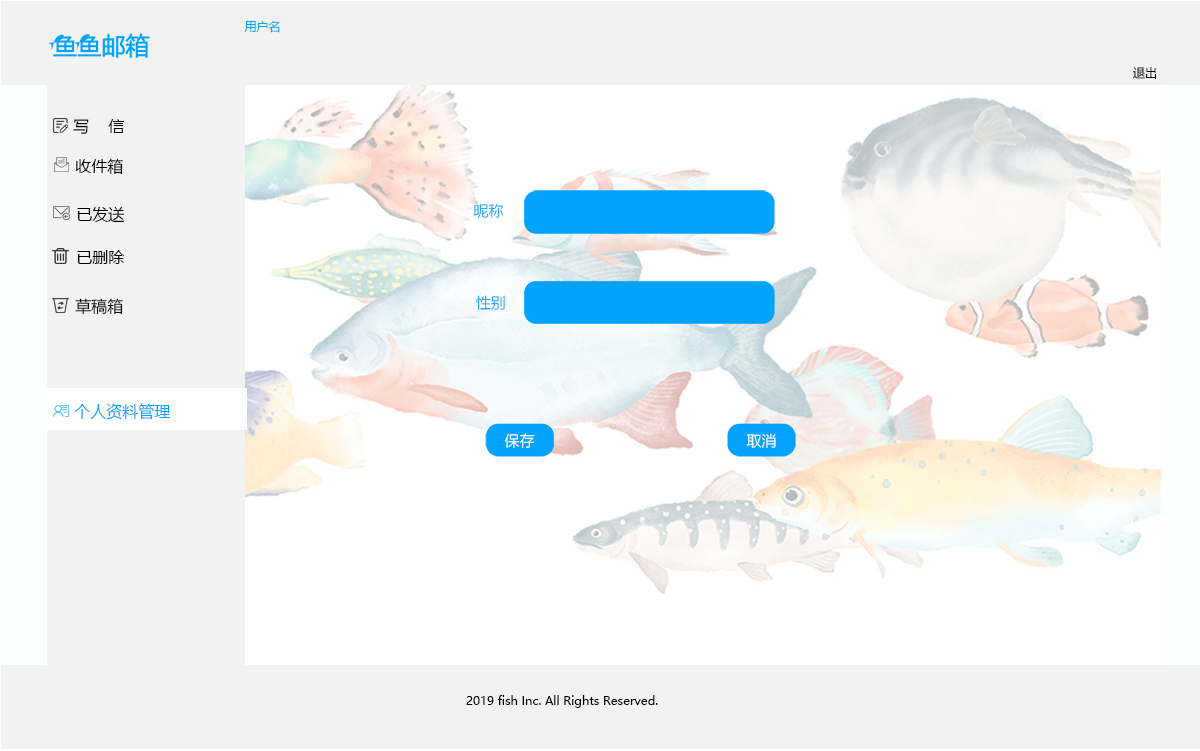 鱼鱼邮箱
用户名
退出
写 信
收件箱
已发送
已删除
草稿箱
个人资料管理
昵称
性别
保存
取消
2019 fish Inc. All Rights Reserved.